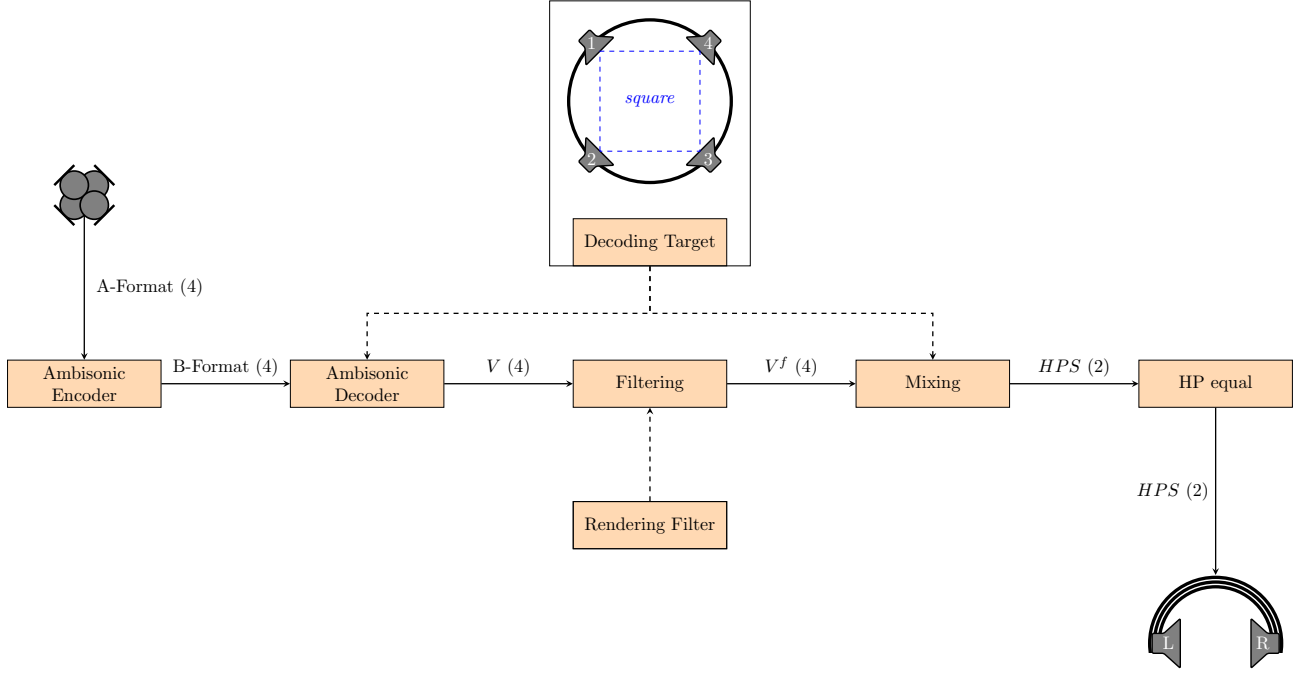 1
4
square
2
3
Decoding Target
A-Format (4)
Ambisonic
Encoder
B-Format (4)
Ambisonic
Decoder
V (4)
Filtering
V^f (4)
Mixing
HPS (2)
HP equal
HPS (2)
Rendering Filter
L
R